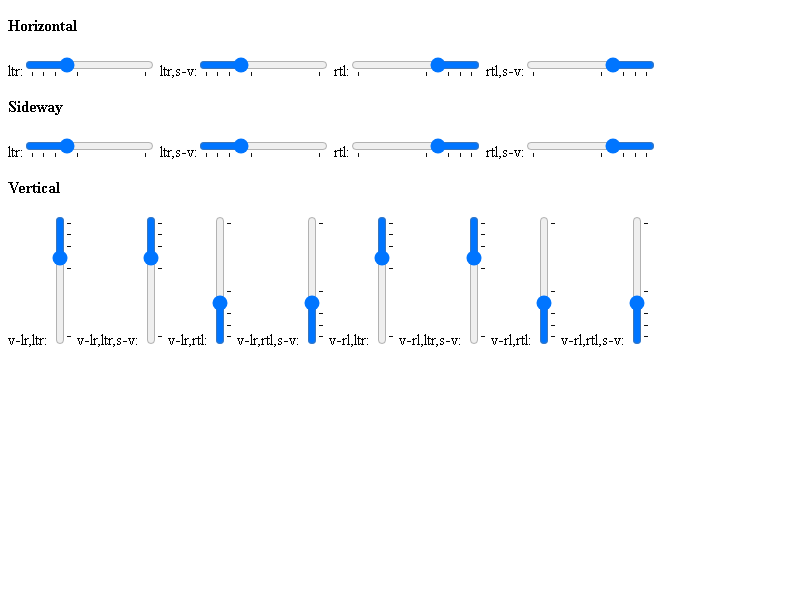 Horizontal
ltr: ltr,s-v: rtl: rtl,s-v:
Sideway
ltr: ltr,s-v: rtl: rtl,s-v:
Vertical
v-lr,ltr: v-lr,ltr,s-v: v-lr,rtl: v-lr,rtl,s-v: v-rl,ltr: v-rl,ltr,s-v: v-rl,rtl: v-rl,rtl,s-v: